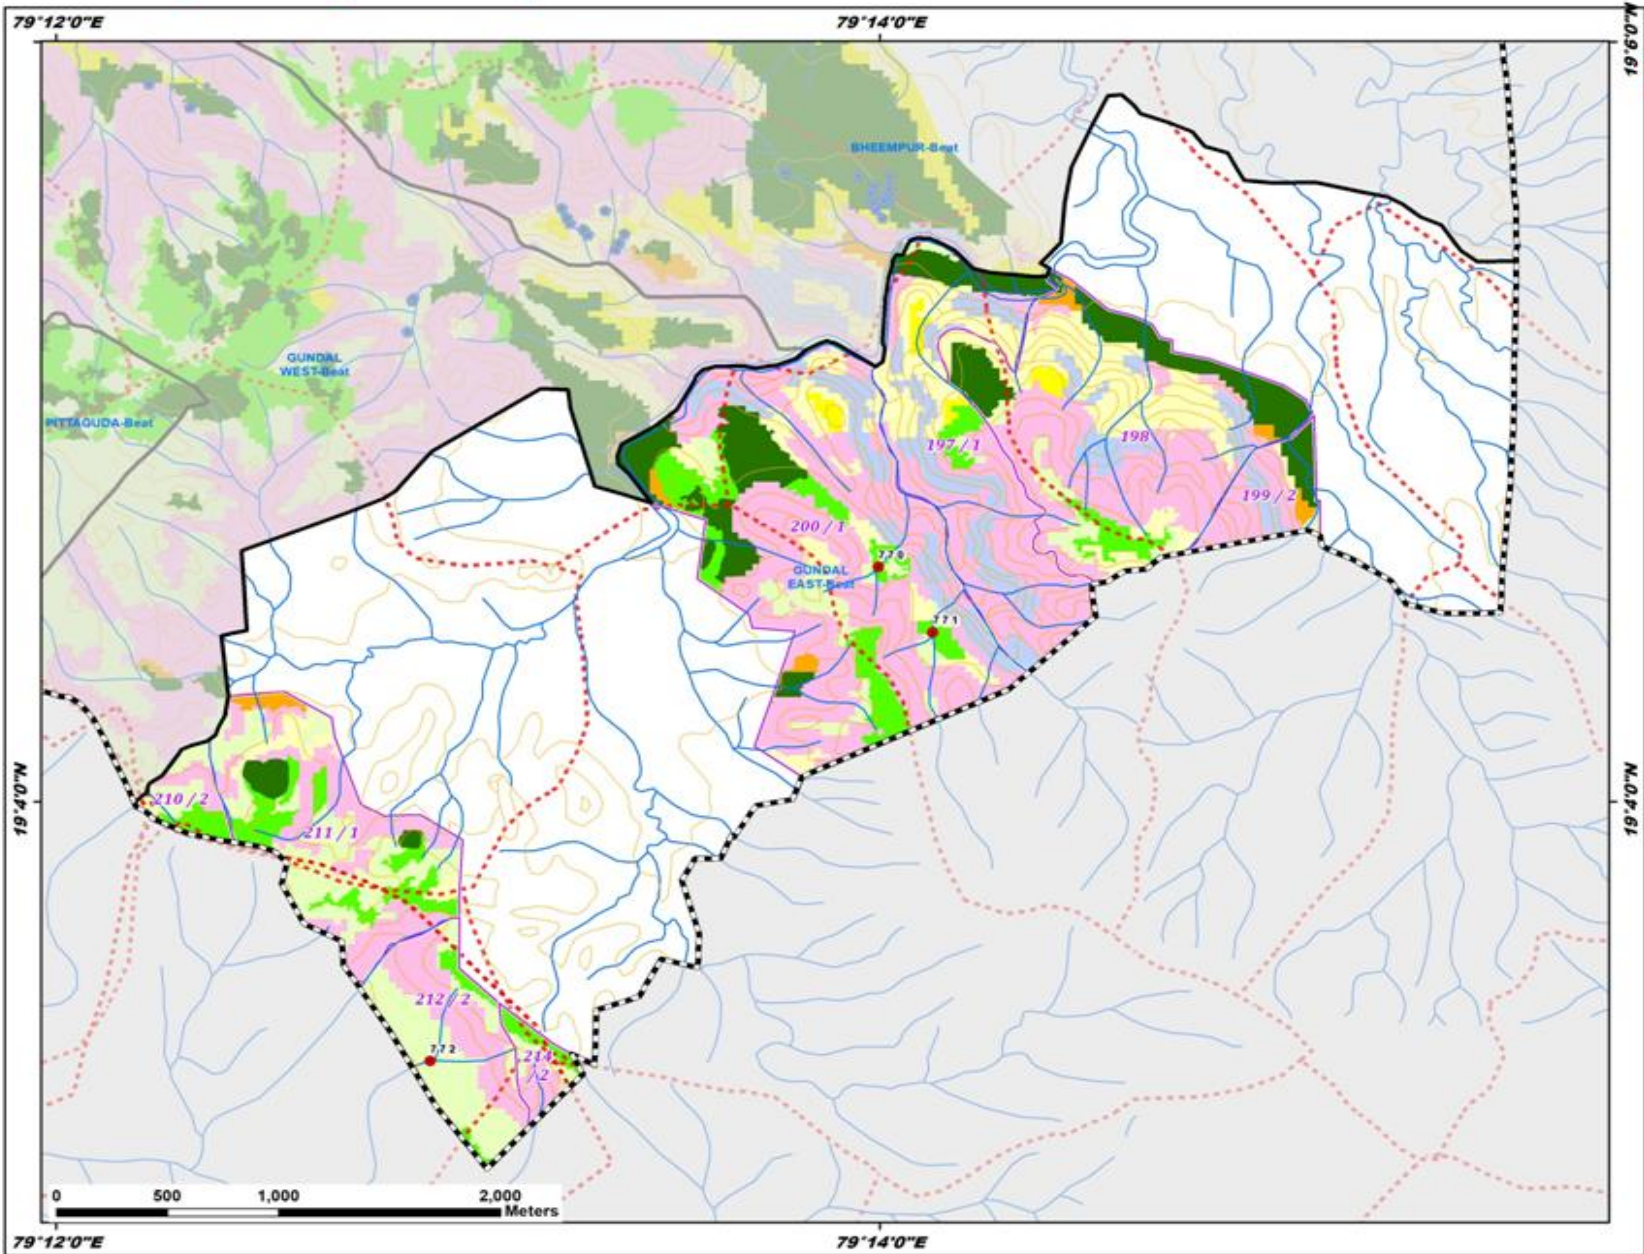 79°12'0"E
79°14'0"E
19°6'0"N
BHEEMPUR-Beat
GUNDAL
WEST-Beat
PITTAGUDA-Beat
197 / 1
198
199 / 2
200 / 1
770
GUNDAL
EAST-Beat
771
19°4'0"N
19°4'0"N
210 / 2
211 / 1
212 / 2
772
214
/ 2
0
500
1,000
2,000
Meters
79°12'0"E
79°14'0"E